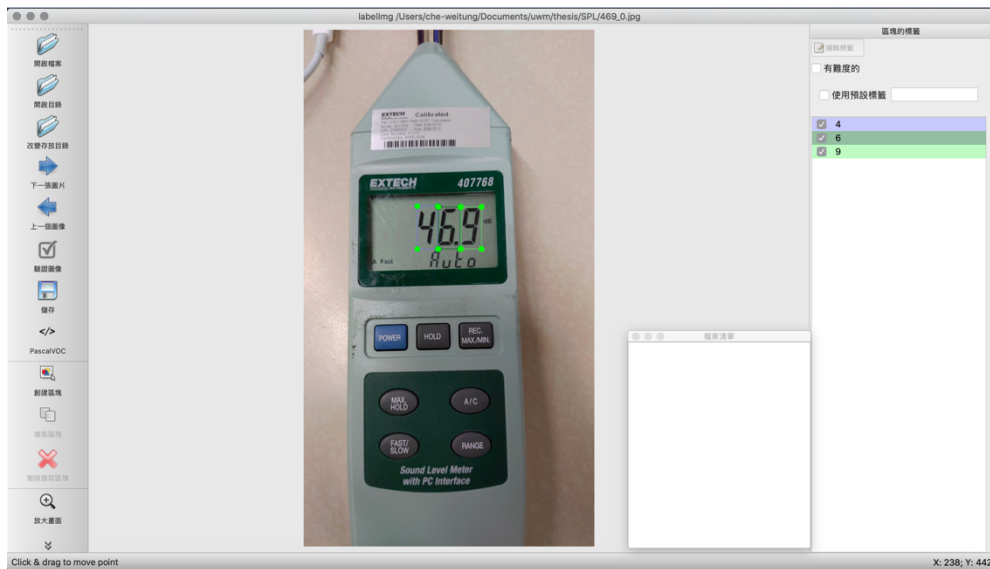 labelImg /Users/che-weitung/Documents/uwm/thesis/SPL/469_0.jpg
開啟檔案
開啟目錄
改變存放目錄
下一張圖片
上一個圖像
驗證圖像
儲存
</>
PascalVOC
創建區塊
複製區塊
刪除選取區塊
放大畫面
EXTECH Calibrated
EXTECH 407768
46.9 dB
A Fast Auto
POWER
HOLD
REC.
MAX./MIN.
MAX.
HOLD
A/C
FAST/
SLOW
RANGE
Sound Level Meter
with PC Interface
區塊的標籤
編輯標籤
有難度的
使用預設標籤
4
6
9
檔案清單
Click & drag to move point
X: 238; Y: 442